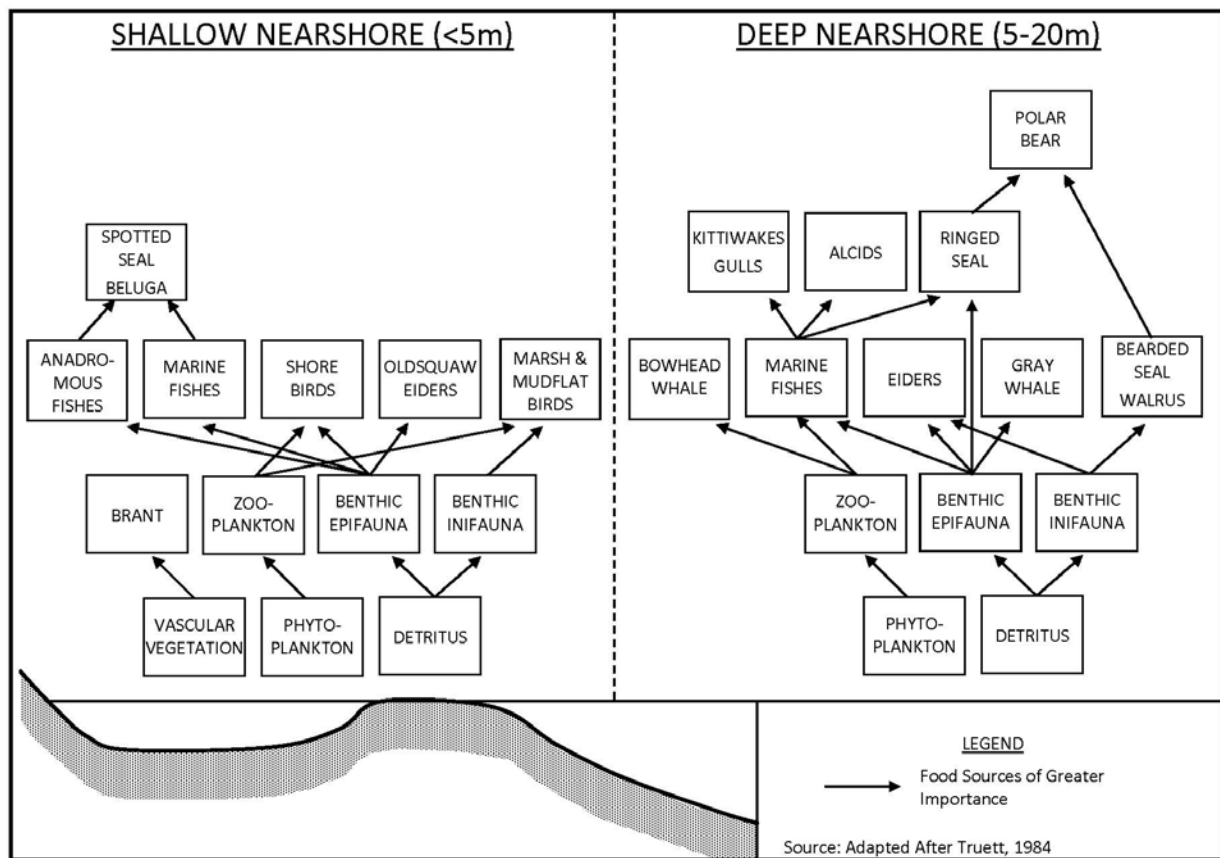 SHALLOW NEARSHORE (<5m)
SPOTTED
SEAL
BELUGA
ANADRO-
MOUS
FISHES
MARINE
FISHES
SHORE
BIRDS
OLDSQUAW
EIDERS
MARSH &
MUDFLAT
BIRDS
BRANT
ZOO-
PLANKTON
BENTHIC
EPIFAUNA
BENTHIC
INIFAUNA
VASCULAR
VEGETATION
PHYTO-
PLANKTON
DETRITUS
DEEP NEARSHORE (5-20m)
POLAR
BEAR
KITTIWAKES
GULLS
ALCIDS
RINGED
SEAL
BOWHEAD
WHALE
MARINE
FISHES
EIDERS
GRAY
WHALE
BEARDED
SEAL
WALRUS
ZOO-
PLANKTON
BENTHIC
EPIFAUNA
BENTHIC
INIFAUNA
PHYTO-
PLANKTON
DETRITUS
LEGEND
Food Sources of Greater
Importance
Source: Adapted After Truett, 1984